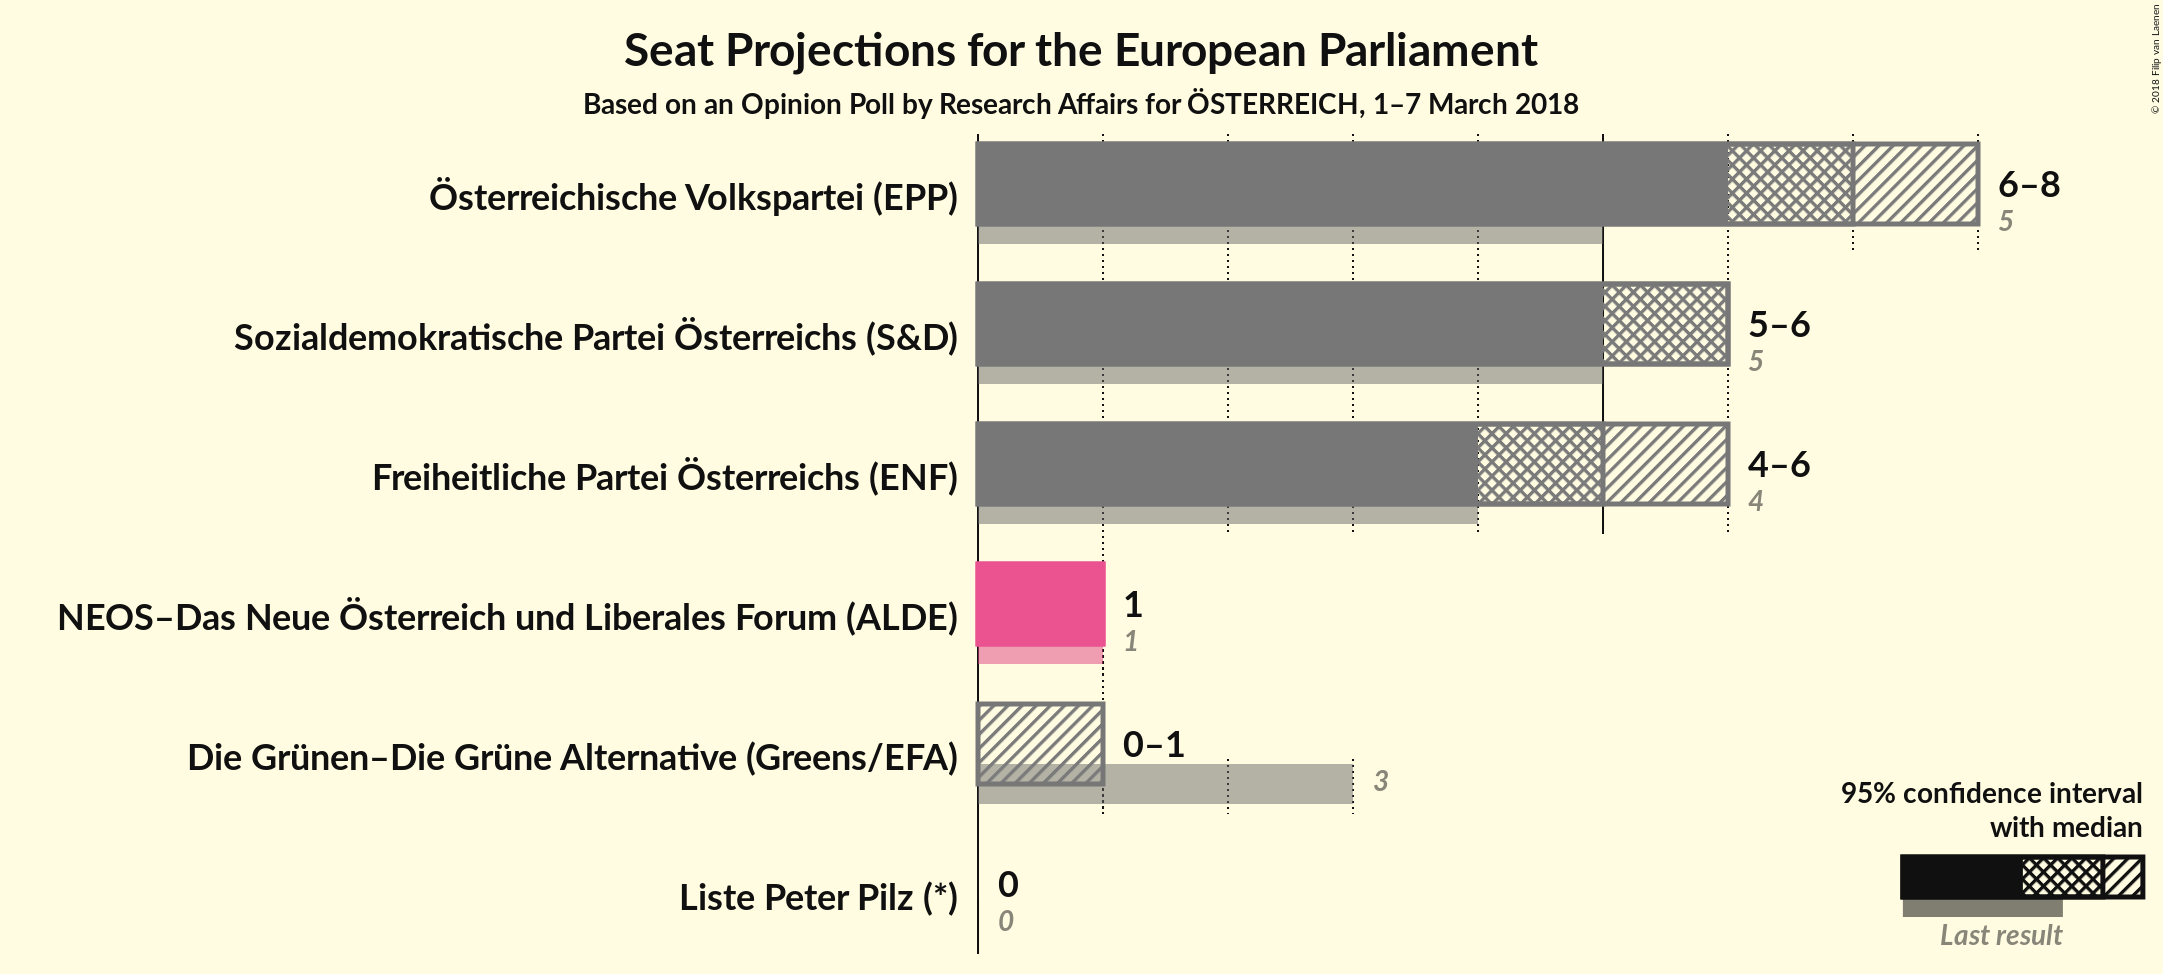 Seat Projections for the European Parliament
Based on an Opinion Poll by Research Affairs for ÖSTERREICH, 1–7 March 2018
© 2018 Filip van Laenen
Österreichische Volkspartei (EPP)
6–8
5
Sozialdemokratische Partei Österreichs (S&D)
5–6
5
Freiheitliche Partei Österreichs (ENF)
4–6
4
NEOS–Das Neue Österreich und Liberales Forum (ALDE)
1
1
Die Grünen–Die Grüne Alternative (Greens/EFA)
0–1
3
Liste Peter Pilz (*)
0
0
95% confidence interval
with median
Last result